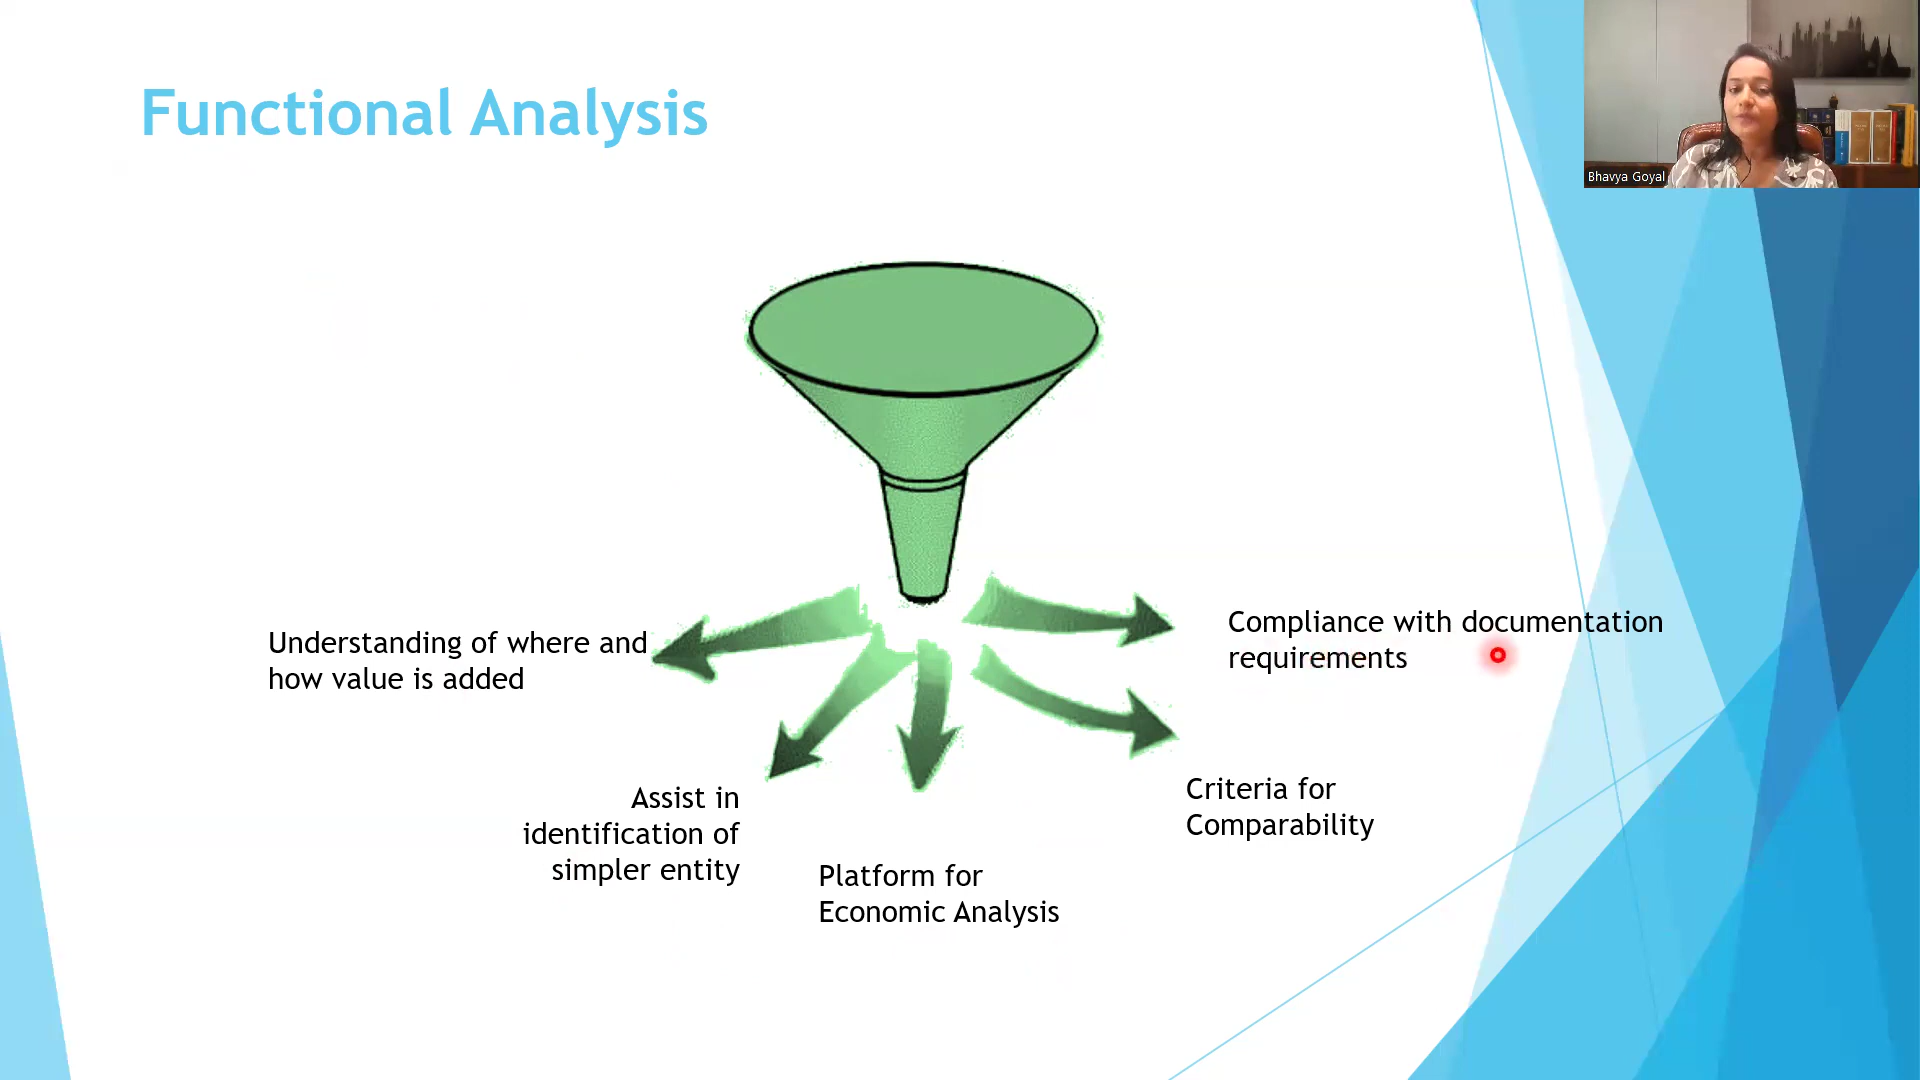 Functional Analysis
Bhavya Goyal
Understanding of where and
how value is added
Assist in
identification of
simpler entity
Platform for
Economic Analysis
Criteria for
Comparability
Compliance with documentation
requirements